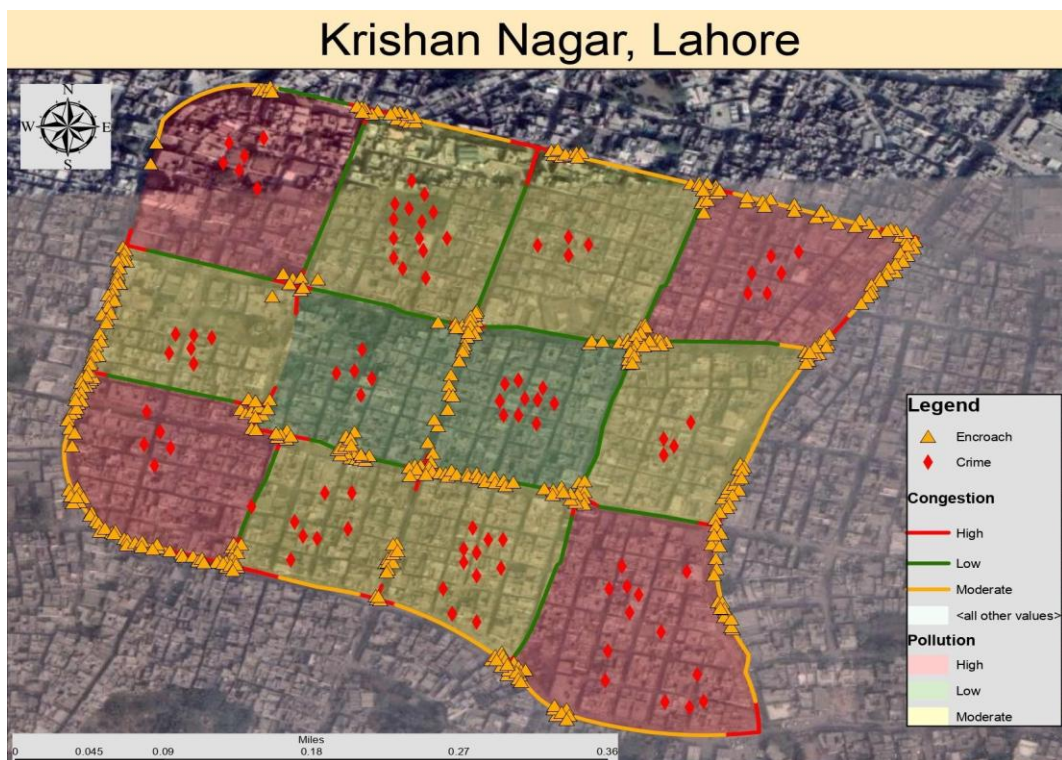 Krishan Nagar, Lahore
N
W E
S
Legend
Encroach
Crime
Congestion
High
Low
Moderate
<all other values>
Pollution
High
Low
Moderate
Miles
0 0.045 0.09 0.18 0.27 0.36